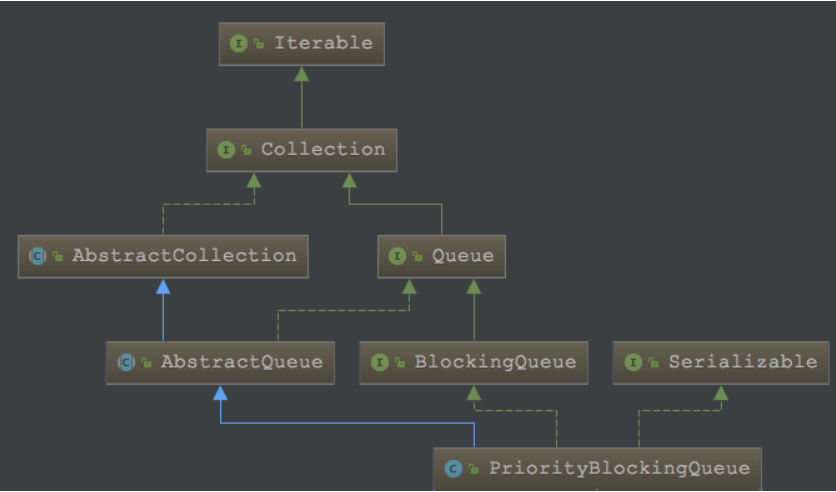 I Iterable
I Collection
C AbstractCollection
I Queue
C AbstractQueue
I BlockingQueue
I Serializable
C PriorityBlockingQueue